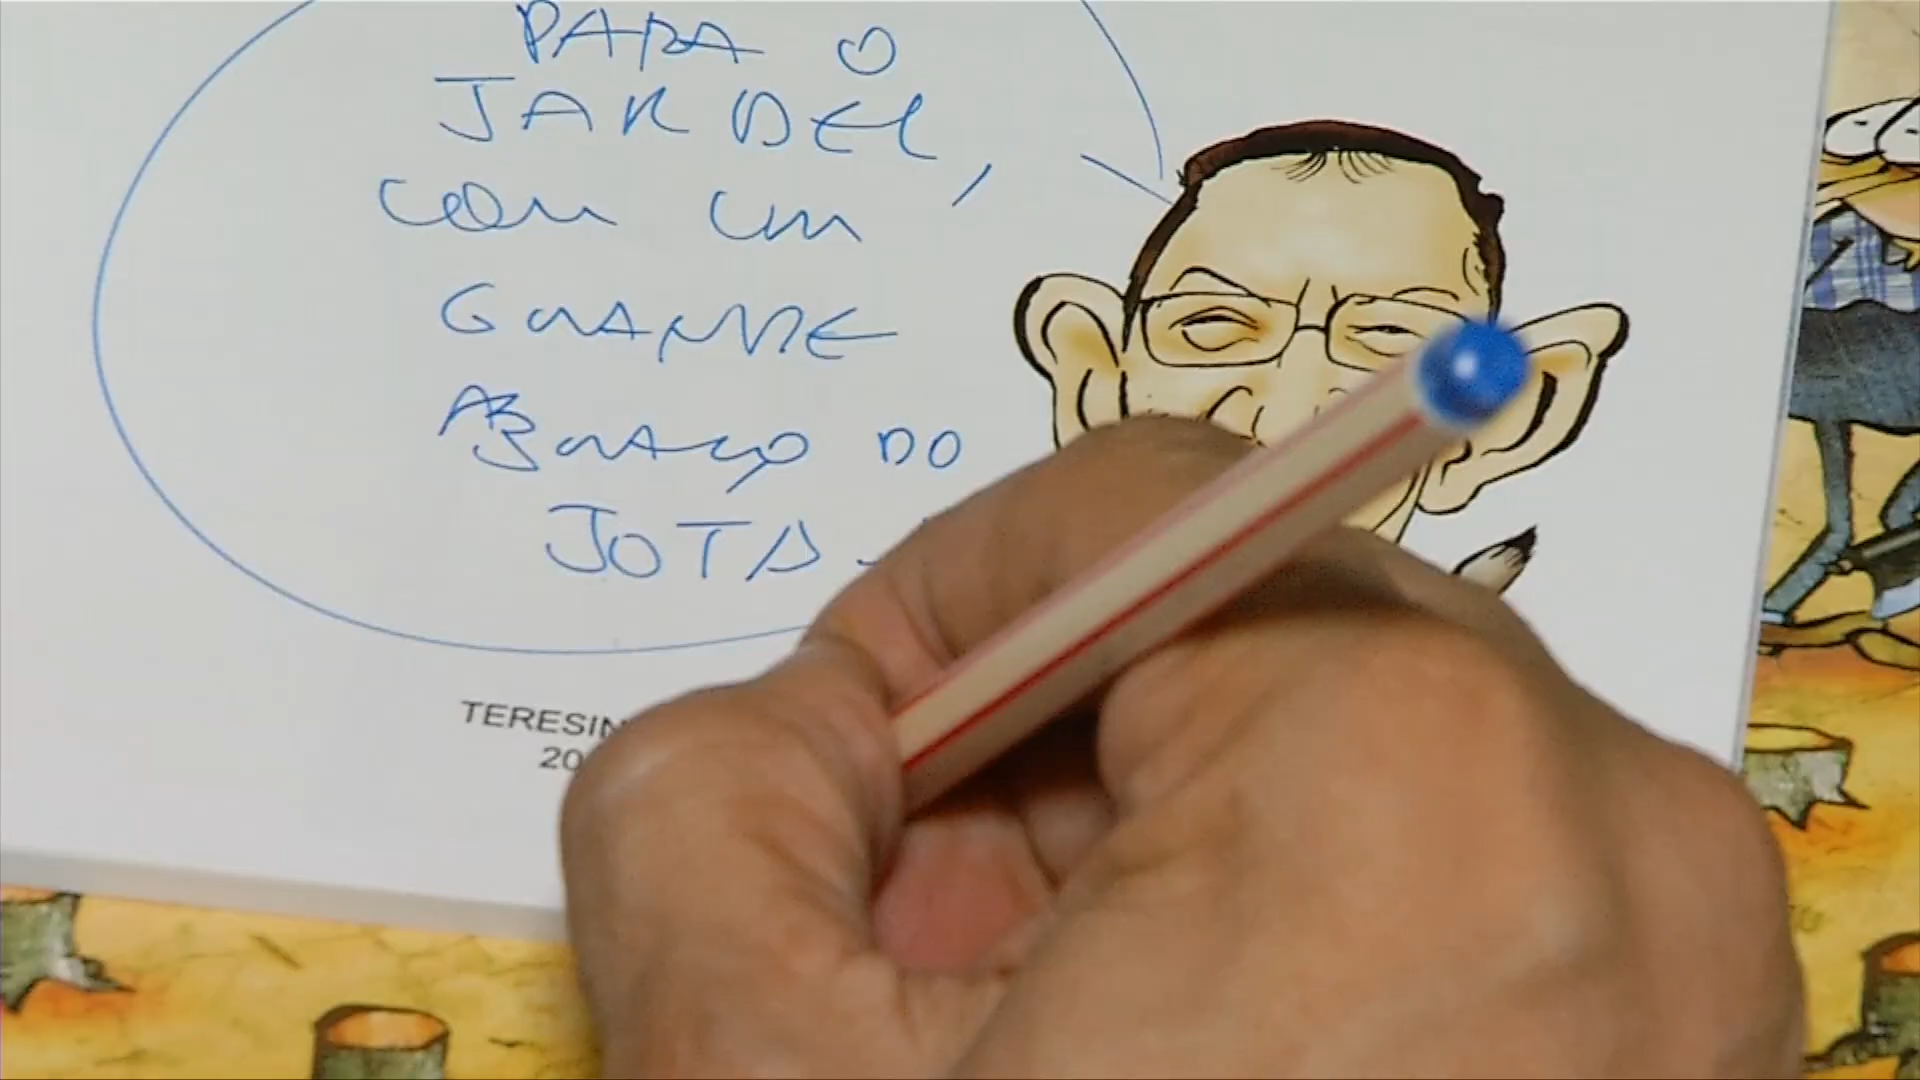 PARA O
JARDEL,
COM UM
GRANDE
ABRAÇO DO
JOTA
TERESIN
20